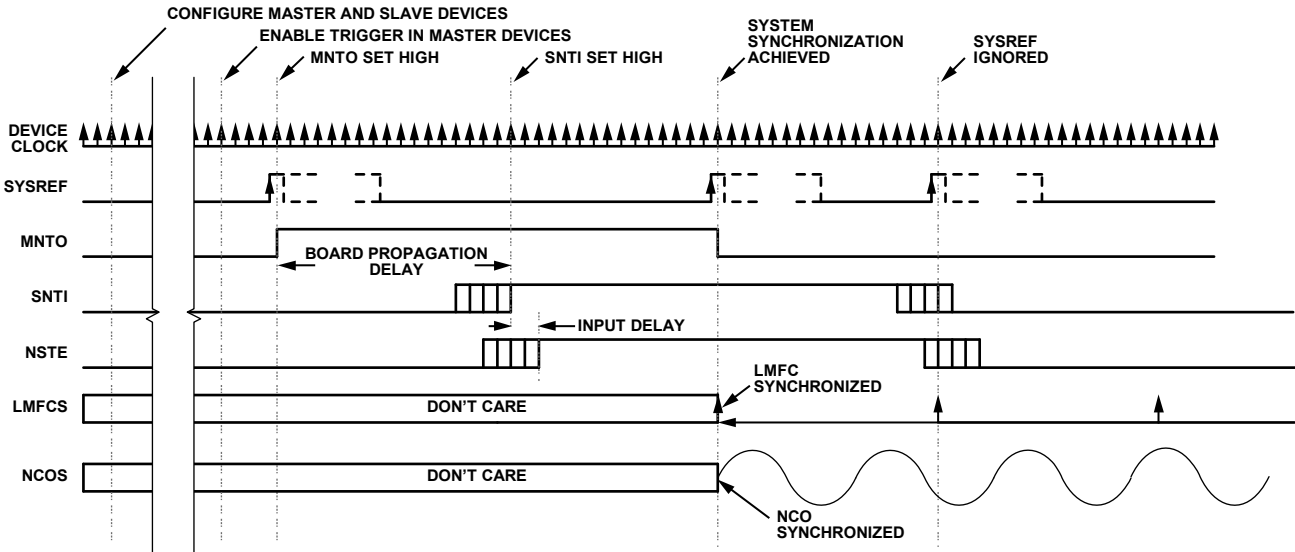 CONFIGURE MASTER AND SLAVE DEVICES
ENABLE TRIGGER IN MASTER DEVICES
MNTO SET HIGH
SNTI SET HIGH
SYSTEM
SYNCHRONIZATION
ACHIEVED
SYSREF
IGNORED
DEVICE
CLOCK
SYSREF
MNTO
BOARD PROPAGATION
DELAY
SNTI
INPUT DELAY
NSTE
LMFC
SYNCHRONIZED
LMFCS
DON'T CARE
NCOS
DON'T CARE
NCO
SYNCHRONIZED